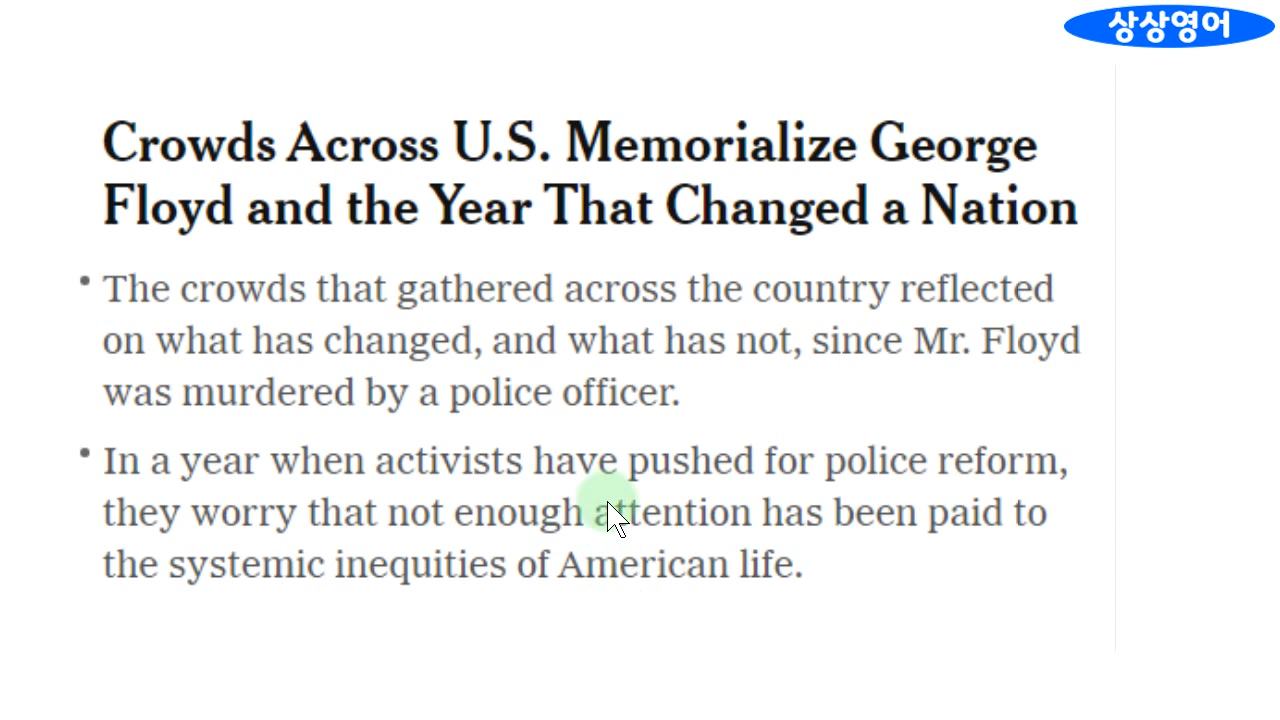 상상영어
Crowds Across U.S. Memorialize George
Floyd and the Year That Changed a Nation
• The crowds that gathered across the country reflected
on what has changed, and what has not, since Mr. Floyd
was murdered by a police officer.
• In a year when activists have pushed for police reform,
they worry that not enough attention has been paid to
the systemic inequities of American life.